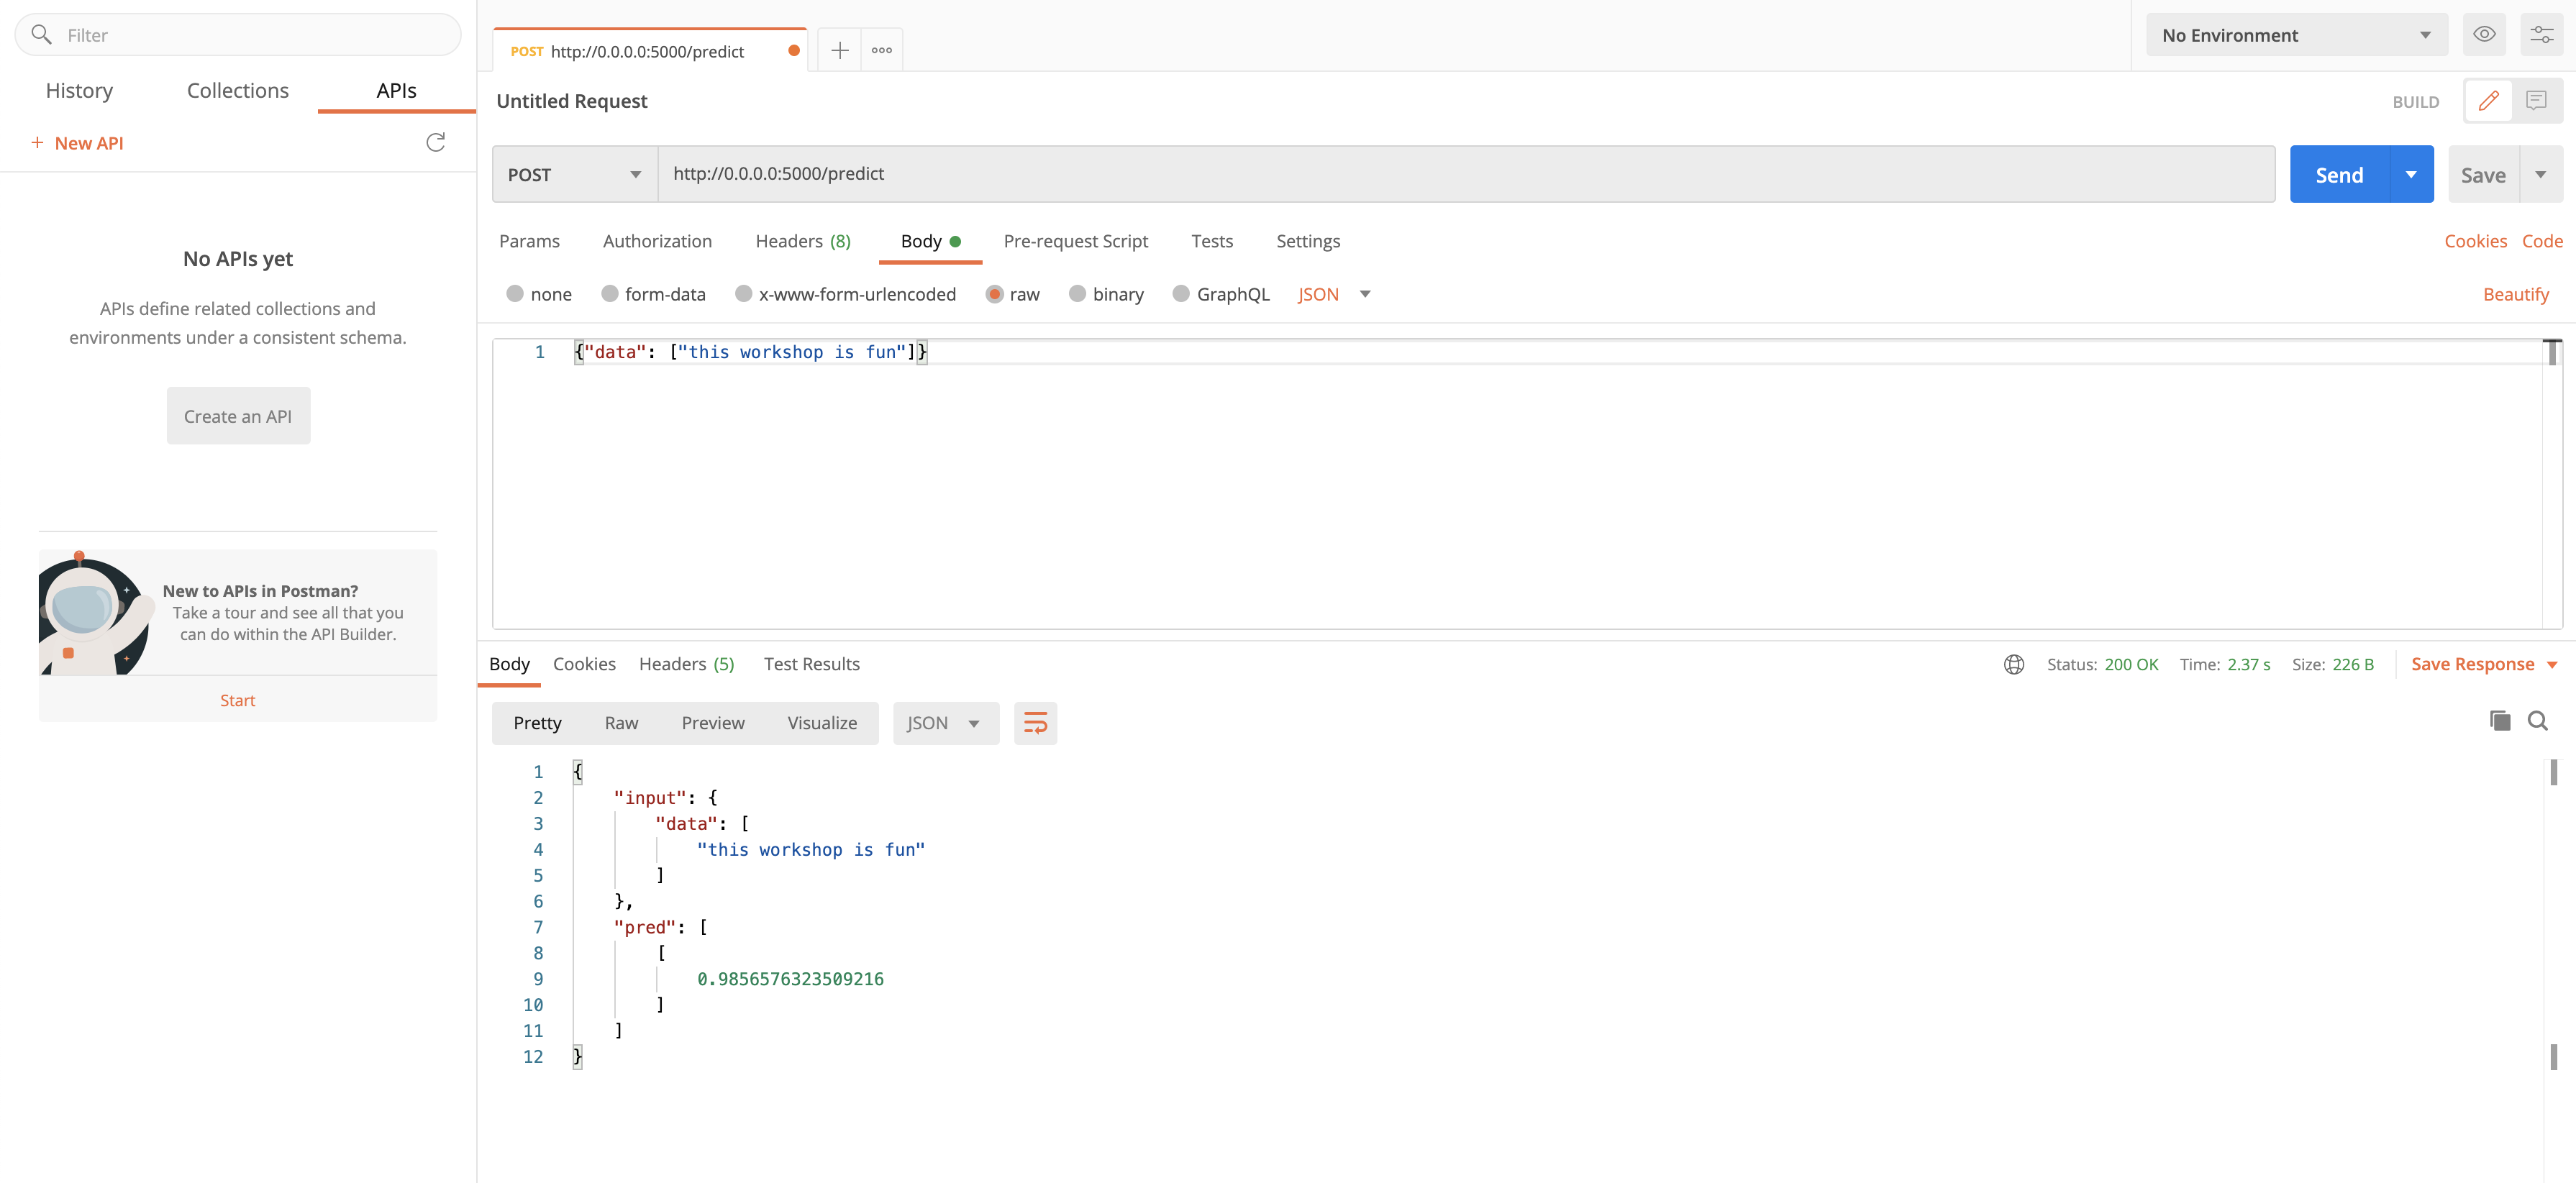 Filter
History Collections APIs
+ New API
No APIs yet
APIs define related collections and
environments under a consistent schema.
Create an API
New to APIs in Postman?
Take a tour and see all that you
can do within the API Builder.
Start
POST http://0.0.0.0:5000/predict
No Environment
Untitled Request
BUILD
POST http://0.0.0.0:5000/predict Send Save
Params Authorization Headers (8) Body Pre-request Script Tests Settings Cookies Code
none form-data x-www-form-urlencoded raw binary GraphQL JSON Beautify
1 {"data": ["this workshop is fun"]}
Body Cookies Headers (5) Test Results Status: 200 OK Time: 2.37 s Size: 226 B Save Response
Pretty Raw Preview Visualize JSON
1 {
2 "input": {
3 "data": [
4 "this workshop is fun"
5 ]
6 },
7 "pred": [
8 [
9 0.9856576323509216
10 ]
11 ]
12 }